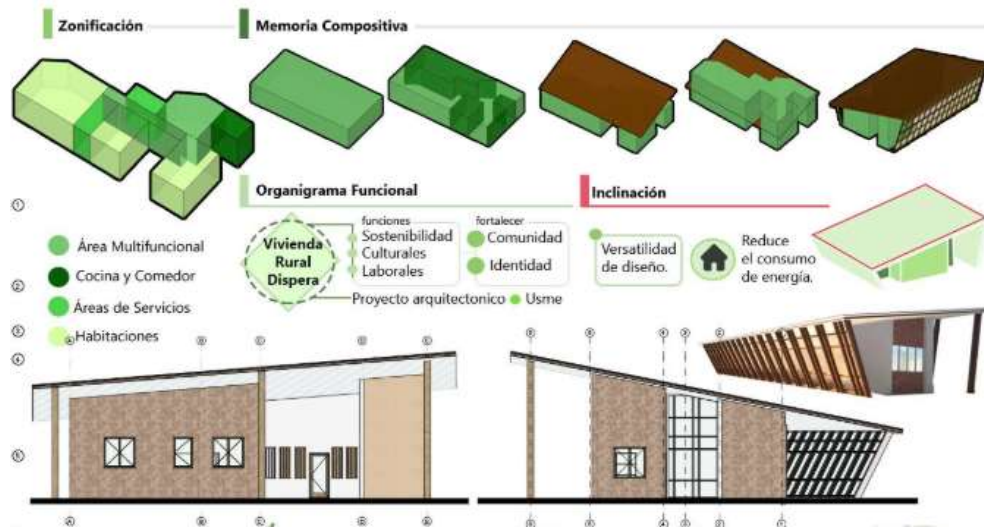 Zonificación
Memoria Compositiva
Organigrama Funcional
Inclinación
Vivienda
Rural
Dispera
funciones
Sostenibilidad
Culturales
Laborales
fortalecer
Comunidad
Identidad
Proyecto arquitectonico
Usme
Versatilidad
de diseño.
Reduce
el consumo
de energía.
Área Multifuncional
Cocina y Comedor
Áreas de Servicios
Habitaciones